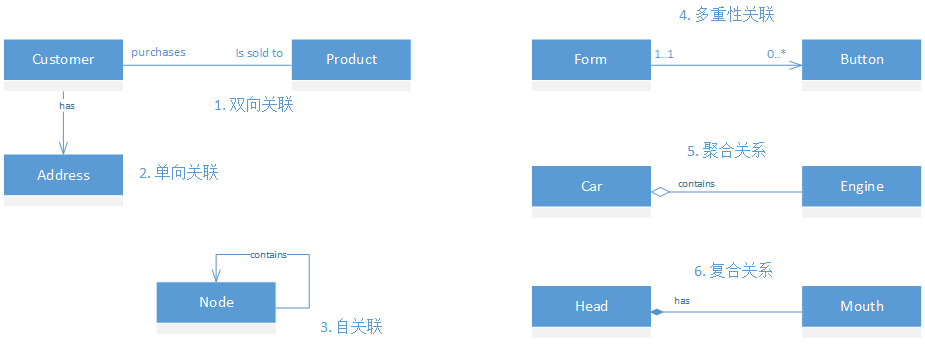 4. 多重性关联
Customer
purchases
Is sold to
Product
Form
1..1
0..*
Button
1. 双向关联
has
5. 聚合关系
Address
2. 单向关联
Car
contains
Engine
contains
6. 复合关系
Node
3. 自关联
Head
has
Mouth